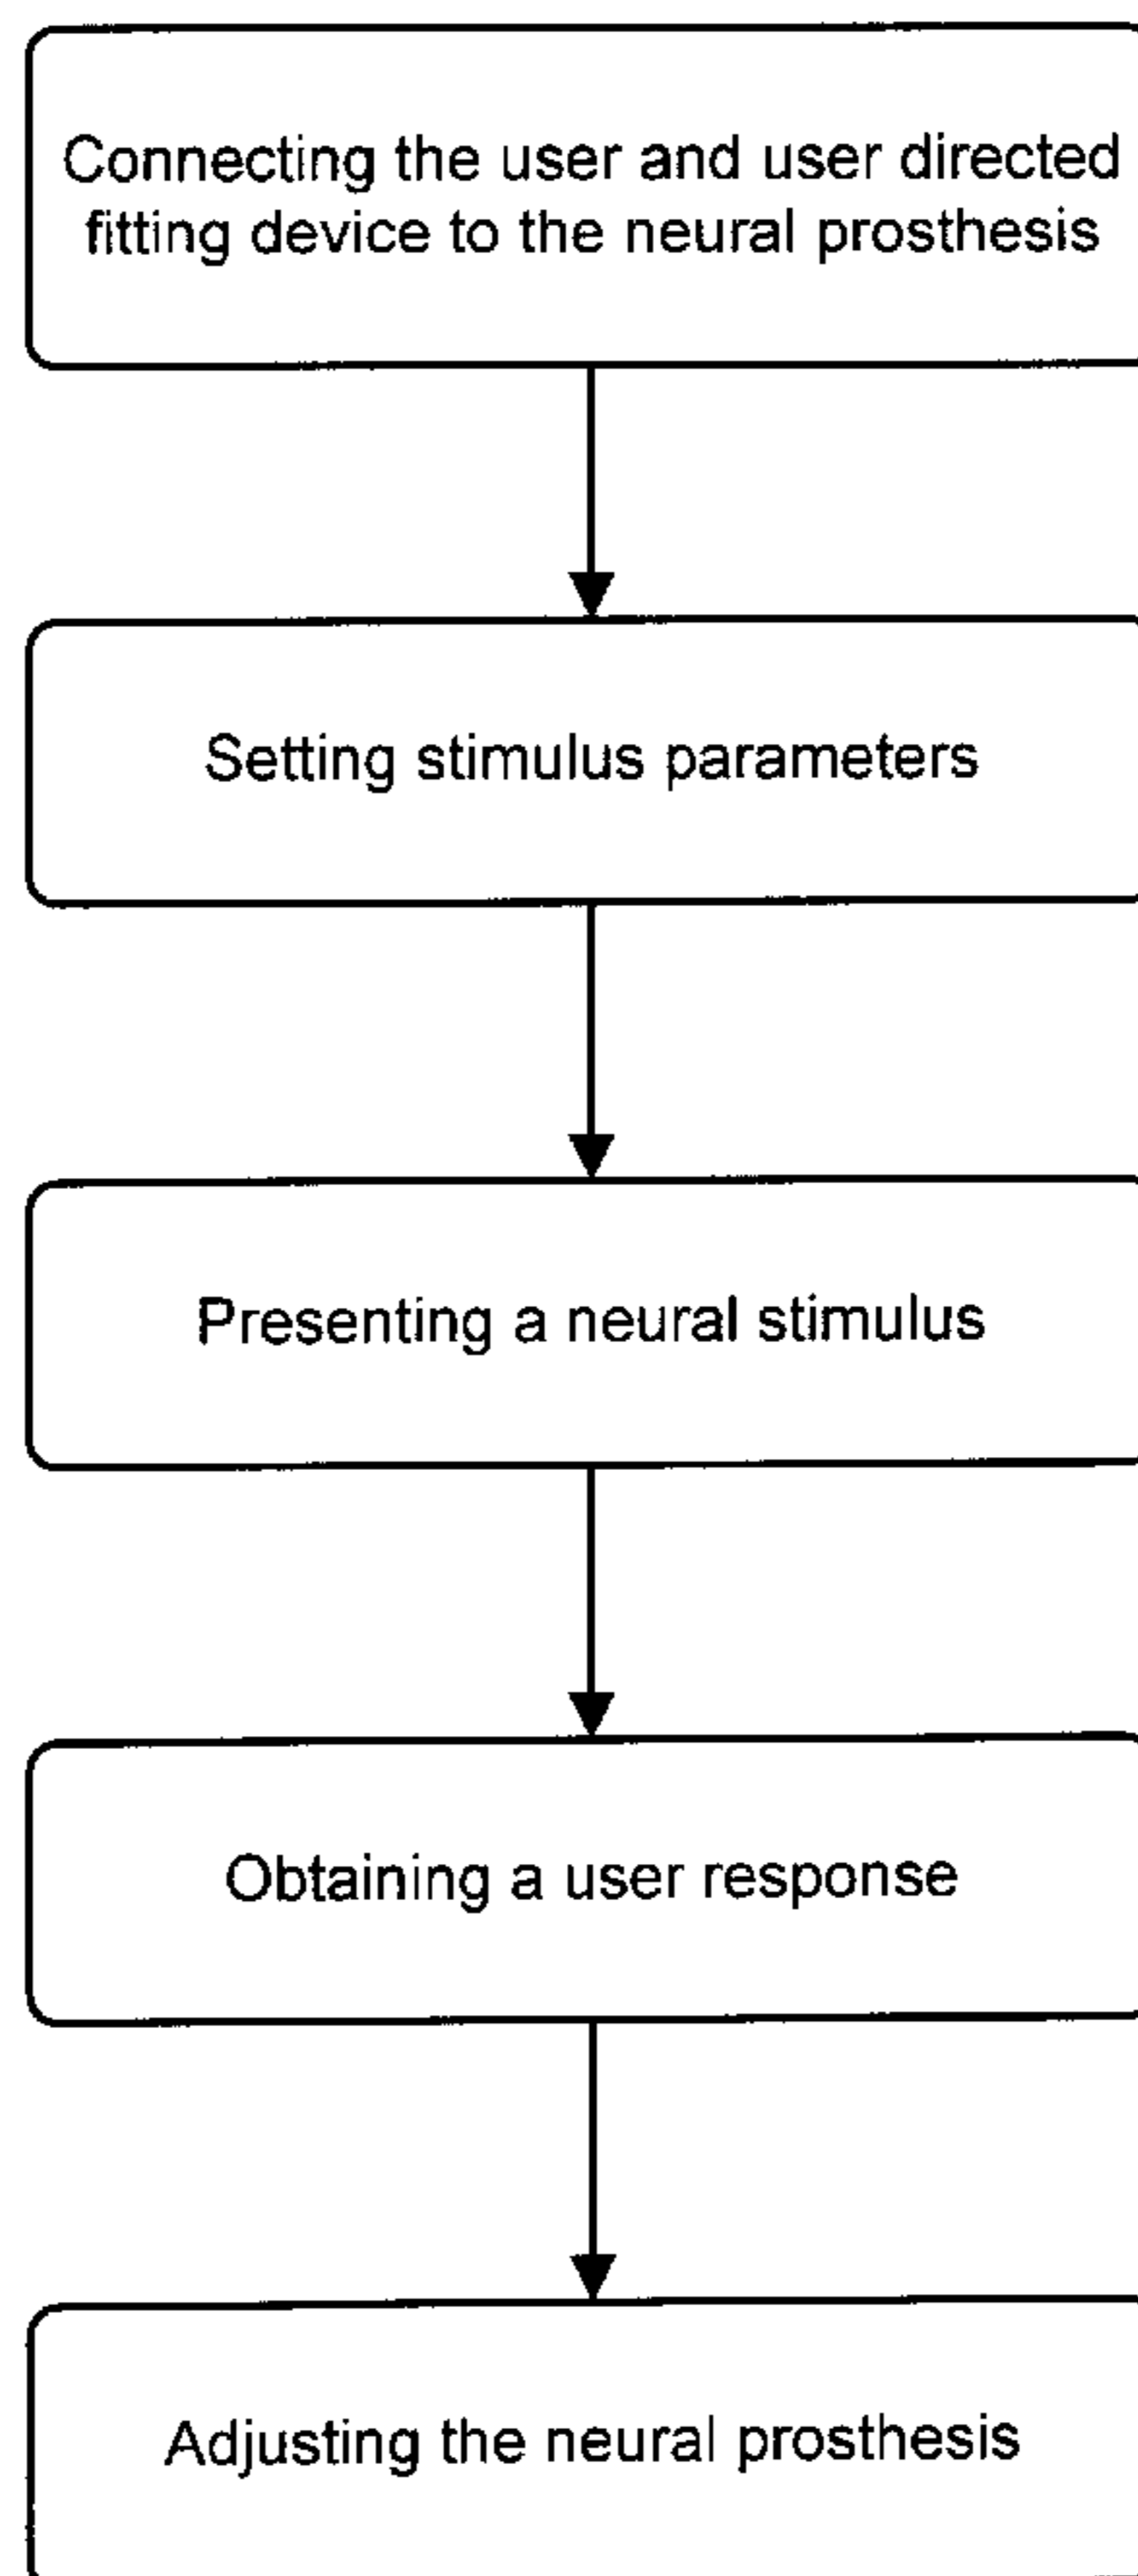 Connecting the user and user directed
fitting device to the neural prosthesis
Setting stimulus parameters
Presenting a neural stimulus
Obtaining a user response
Adjusting the neural prosthesis